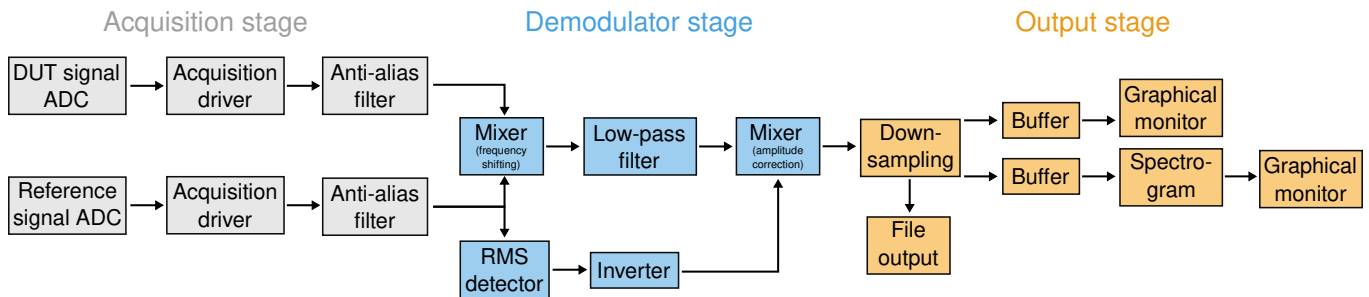 Acquisition stage
Demodulator stage
Output stage
DUT signal
ADC
Acquisition
driver
Anti-alias
filter
Mixer
(frequency
shifting)
Low-pass
filter
Mixer
(amplitude
correction)
Down-
sampling
Buffer
Graphical
monitor
Buffer
Spectro-
gram
Graphical
monitor
Reference
signal ADC
Acquisition
driver
Anti-alias
filter
RMS
detector
Inverter
File
output